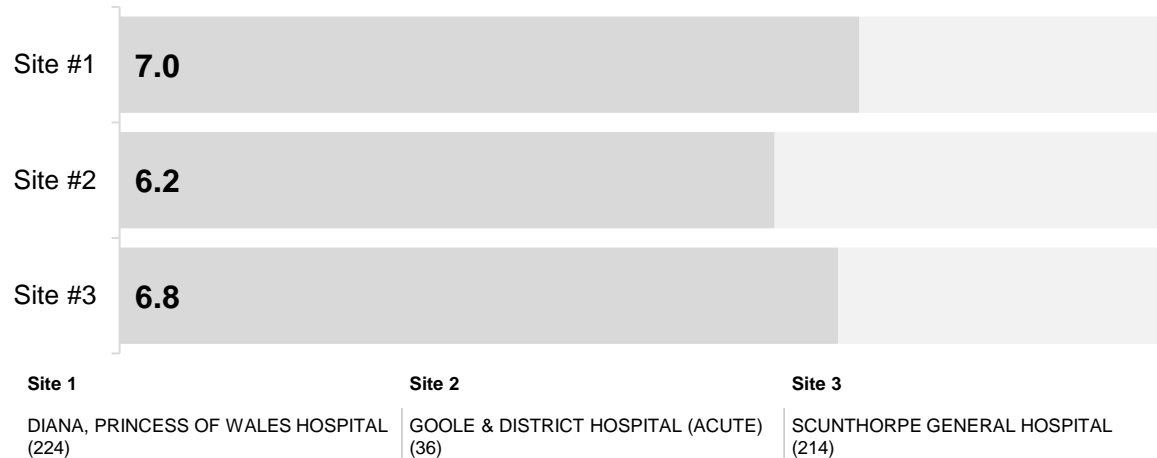 Site #1 7.0
Site #2 6.2
Site #3 6.8
Site 1 Site 2 Site 3
DIANA, PRINCESS OF WALES HOSPITAL GOOLE & DISTRICT HOSPITAL (ACUTE) SCUNTHORPE GENERAL HOSPITAL
(224) (36) (214)